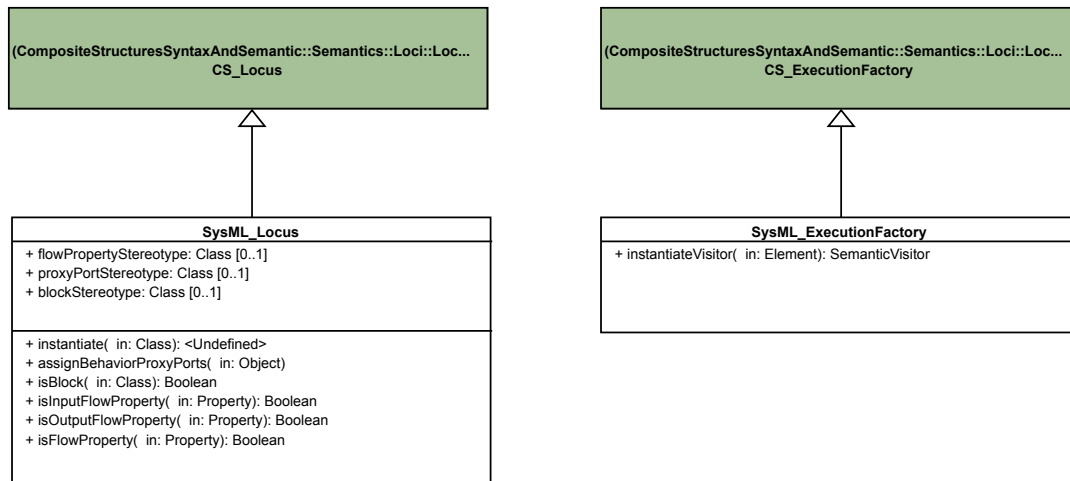 (CompositeStructuresSyntaxAndSemantic::Semantics::Loci::Loc...
CS_Locus
(CompositeStructuresSyntaxAndSemantic::Semantics::Loci::Loc...
CS_ExecutionFactory
SysML_Locus
+ flowPropertyStereotype: Class [0..1]
+ proxyPortStereotype: Class [0..1]
+ blockStereotype: Class [0..1]
+ instantiate(  in: Class): <Undefined>
+ assignBehaviorProxyPorts(  in: Object)
+ isBlock(  in: Class): Boolean
+ isInputFlowProperty(  in: Property): Boolean
+ isOutputFlowProperty(  in: Property): Boolean
+ isFlowProperty(  in: Property): Boolean
SysML_ExecutionFactory
+ instantiateVisitor(  in: Element): SemanticVisitor